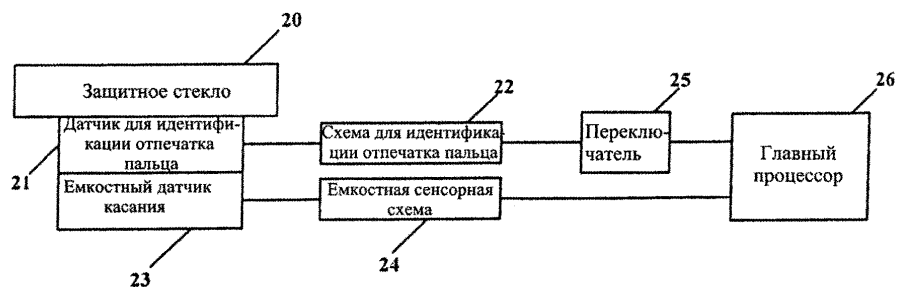 20
Защитное стекло
22
25
26
Датчик для идентифи-
кации отпечатка
пальца
Схема для идентифика-
ции отпечатка пальца
Переклю-
чатель
Главный
процессор
21
Емкостный датчик
касания
Емкостная сенсорная
схема
23
24